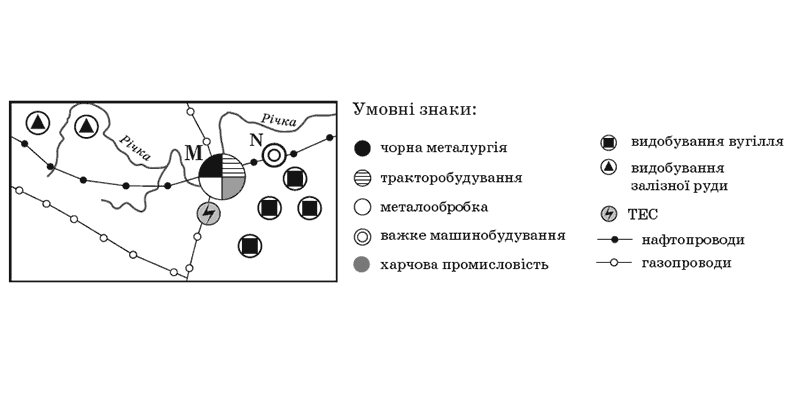 Річка
Річка
M
N
Умовні знаки:
чорна металургія
тракторобудування
металообробка
важке машинобудування
харчова промисловість
видобування вугілля
видобування
залізної руди
ТЕС
нафтопроводи
газопроводи